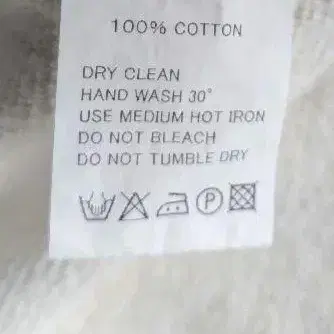 100% COTTON
DRY CLEAN
HAND WASH 30°
USE MEDIUM HOT IRON
DO NOT BLEACH
DO NOT TUMBLE DRY
P